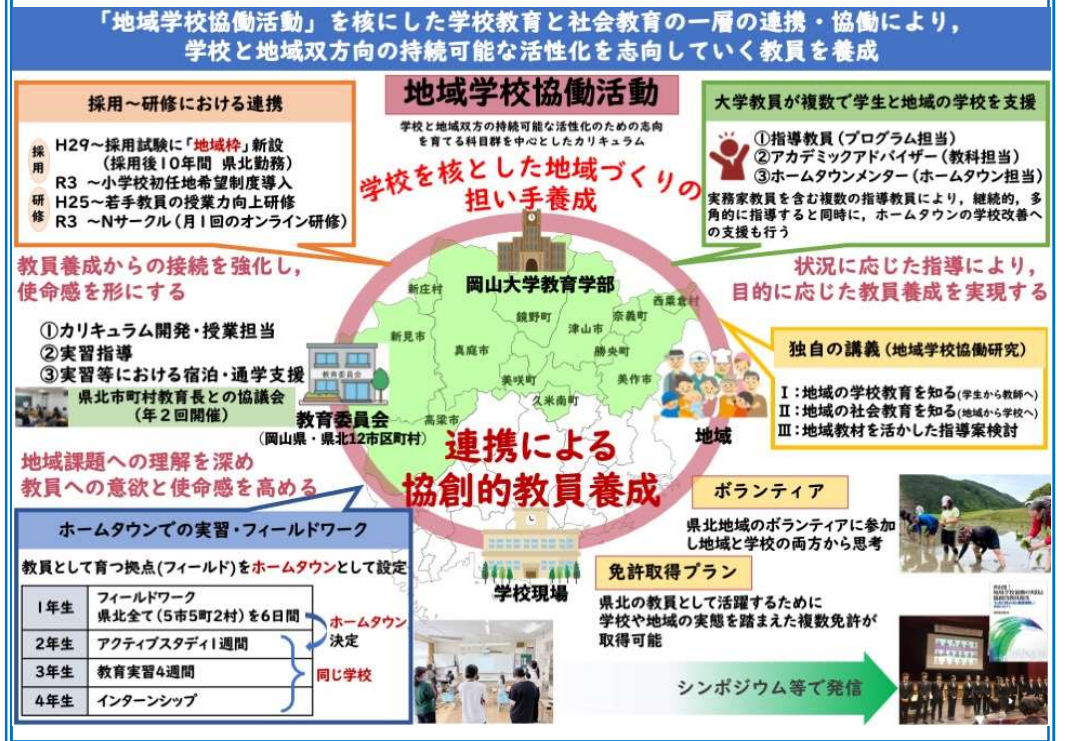 「地域学校協働活動」を核にした学校教育と社会教育の一層の連携・協働により，
学校と地域双方向の持続可能な活性化を志向していく教員を養成
採用～研修における連携
採用
H29～採用試験に「地域枠」新設
(採用後10年間 県北勤務)
R3 ～小学校初任地希望制度導入
研修
H25～若手教員の授業力向上研修
R3 ～Nサークル(月1回のオンライン研修)
教員養成からの接続を強化し，
使命感を形にする
地域学校協働活動
学校と地域双方の持続可能な活性化のための志向
を育てる科目群を中心としたカリキュラム
学校を核とした地域づくりの
担い手養成
大学教員が複数で学生と地域の学校を支援
①指導教員(プログラム担当)
②アカデミックアドバイザー(教科担当)
③ホームタウンメンター(ホームタウン担当)
実務家教員を含む複数の指導教員により，継続的，多
角的に指導すると同時に，ホームタウンの学校改善へ
の支援も行う
状況に応じた指導により，
目的に応じた教員養成を実現する
岡山大学教育学部
新庄村
西粟倉村
鏡野町
奈義町
津山市
新見市
真庭市
勝央町
美咲町
美作市
久米南町
高梁市
①カリキュラム開発・授業担当
②実習指導
③実習等における宿泊・通学支援
県北市町村教育長との協議会
(年2回開催)
教育委員会
教育委員会
(岡山県・県北12市区町村)
地域
独自の講義(地域学校協働研究)
Ⅰ：地域の学校教育を知る(学生から教師へ)
Ⅱ：地域の社会教育を知る(地域から学校へ)
Ⅲ：地域教材を活かした指導案検討
連携による
協創的教員養成
地域課題への理解を深め
教員への意欲と使命感を高める
ホームタウンでの実習・フィールドワーク
教員として育つ拠点(フィールド)をホームタウンとして設定
1年生
フィールドワーク
県北全て(5市5町2村)を6日間
2年生
アクティブスタディ1週間
3年生
教育実習4週間
4年生
インターンシップ
ホームタウン
決定
同じ学校
学校現場
ボランティア
県北地域のボランティアに参加
し地域と学校の両方から思考
免許取得プラン
県北の教員として活躍するために
学校や地域の実態を踏まえた複数免許が
取得可能
シンポジウム等で発信